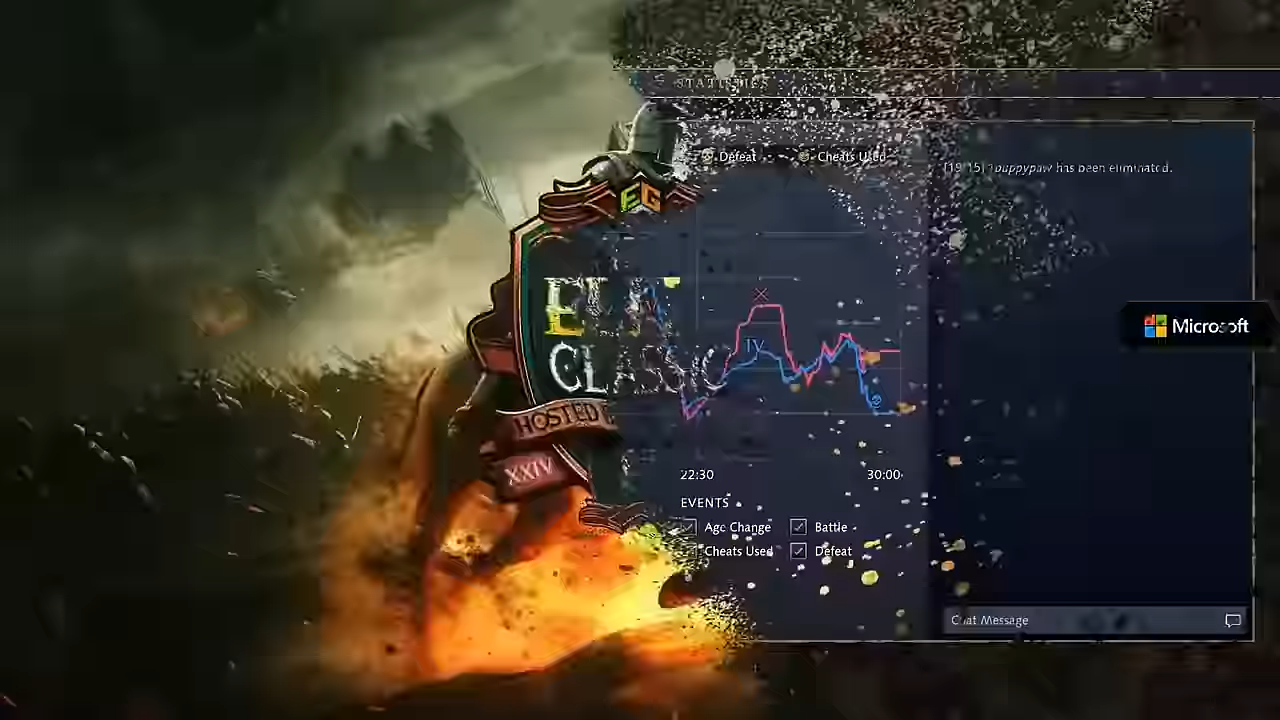 STATISTICS
Defeat
Cheats Used
[19:15] puppypaw has been eliminated.
EG
CLASSIC
HOSTED
XXIV
IV
Microsoft
22:30
30:00
EVENTS
Age Change
Battle
Cheats Used
Defeat
Chat Message